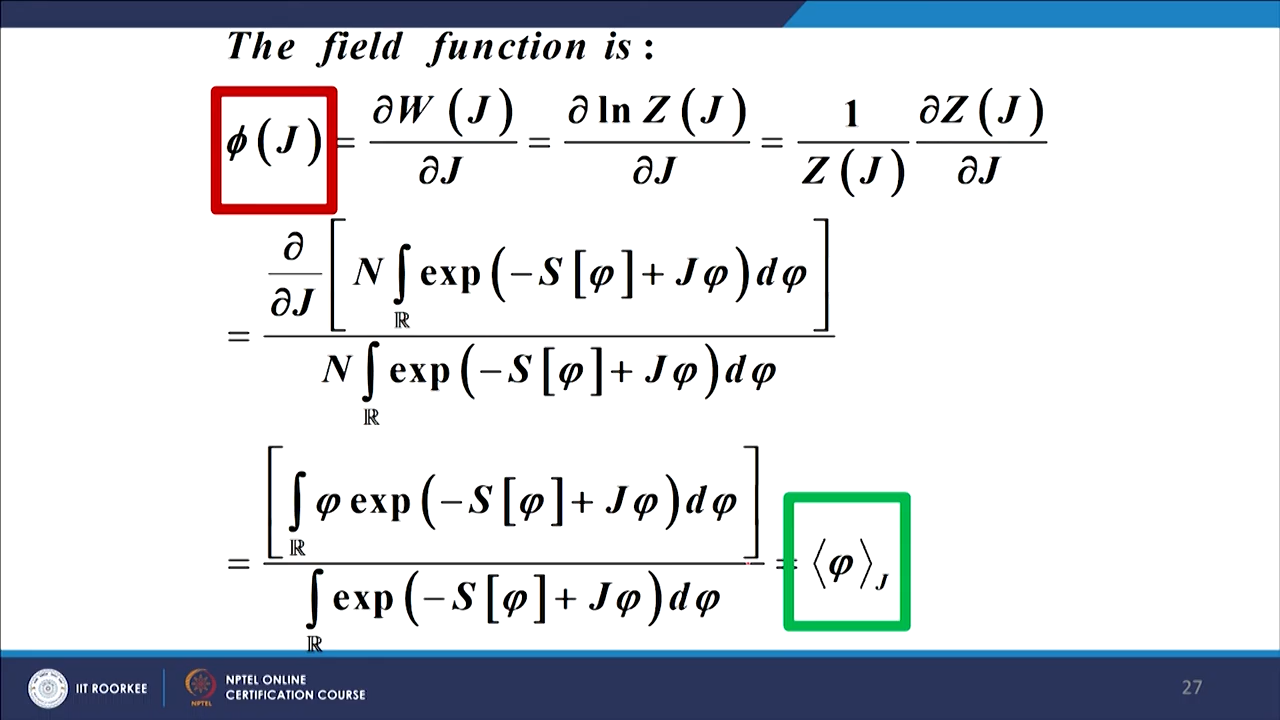 The field function is :
ϕ(J) = ∂W(J)/∂J = ∂ ln Z(J)/∂J = 1/Z(J) ∂Z(J)/∂J
= ∂/∂J [ N ∫_ℝ exp(−S[φ] + Jφ)dφ ] / N ∫_ℝ exp(−S[φ] + Jφ)dφ
= [ ∫_ℝ φ exp(−S[φ] + Jφ)dφ ] / ∫_ℝ exp(−S[φ] + Jφ)dφ = ⟨φ⟩_J
IIT ROORKEE
NPTEL
NPTEL ONLINE
CERTIFICATION COURSE
27